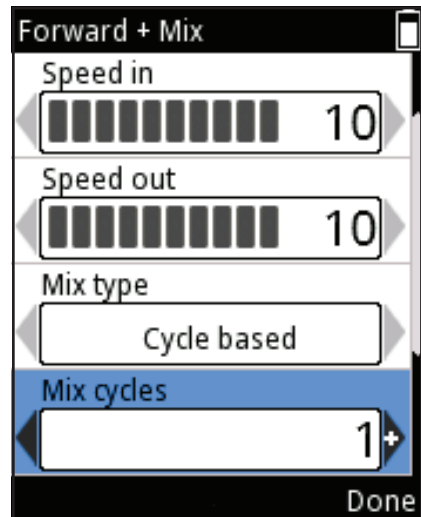 Forward + Mix
Speed in
10
Speed out
10
Mix type
Cycle based
Mix cycles
1 +
Done